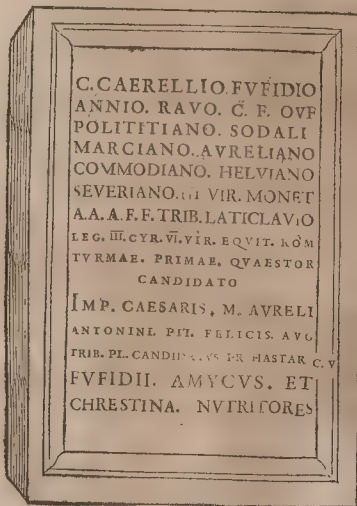 C. CAERELLIO. FVFIDIO
ANNIO. RAVO. C. F. OVF
POLITITIANO. SODALI
MARCIANO. AVRELIANO
COMMODIANO. HELVIANO
SEVERIANO. III VIR. MONET
A. A. A. F. F. TRIB. LATICLAVIO
LEG. III. CYR. VI. VIR. EQVIT. ROM
TVRMAE. PRIMAE. QVAESTOR
CANDIDATO
IMP. CAESARIS. M. AVRELI
ANTONINI. PII. FELICIS. AVG
TRIB. PL. PR HASTAR C. V
FVFIDII. AMYCVS. ET
CHRESTINA. NVTRITORES